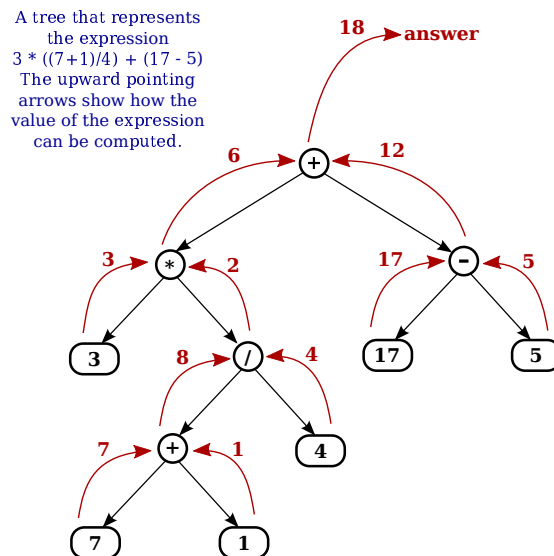 A tree that represents
the expression
3 * ((7+1)/4) + (17 - 5)
The upward pointing
arrows show how the
value of the expression
can be computed.
18 answer
6 12
+
3 2 17 5
* -
8 4
3 / 17 5
7 1
+ 4
7 1